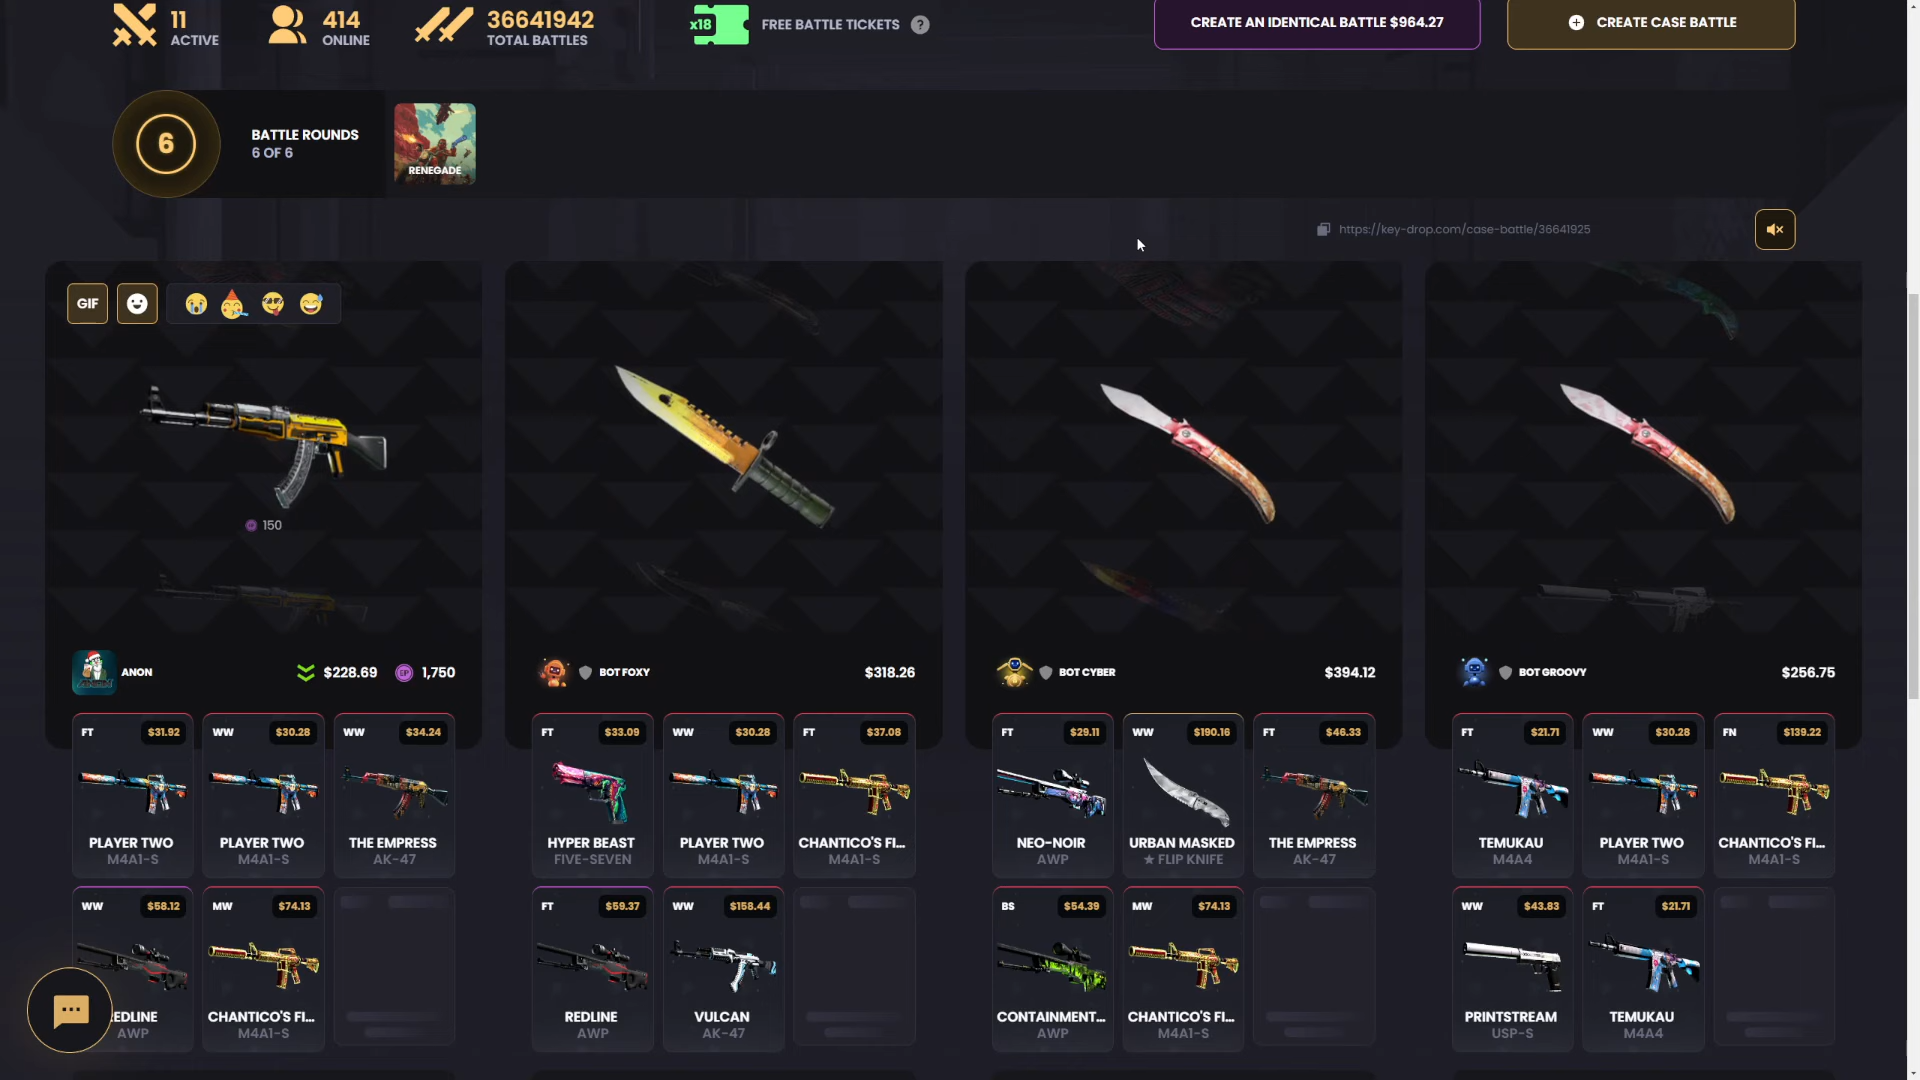 11
ACTIVE
414
ONLINE
36641942
TOTAL BATTLES
x18
FREE BATTLE TICKETS ?
CREATE AN IDENTICAL BATTLE $964.27
CREATE CASE BATTLE
6
BATTLE ROUNDS
6 OF 6
RENEGADE
https://key-drop.com/case-battle/36641925
GIF
150
ANON
$228.69
1,750
BOT FOXY
$318.26
BOT CYBER
$394.12
BOT GROOVY
$256.75
FT $31.92
PLAYER TWO
M4A1-S
WW $30.28
PLAYER TWO
M4A1-S
WW $34.24
THE EMPRESS
AK-47
FT $33.09
HYPER BEAST
FIVE-SEVEN
WW $30.28
PLAYER TWO
M4A1-S
FT $37.08
CHANTICO'S FI...
M4A1-S
FT $29.11
NEO-NOIR
AWP
WW $190.16
URBAN MASKED
★ FLIP KNIFE
FT $46.33
THE EMPRESS
AK-47
FT $21.71
TEMUKAU
M4A4
WW $30.28
PLAYER TWO
M4A1-S
FN $139.22
CHANTICO'S FI...
M4A1-S
WW $58.12
EDLINE
AWP
MW $74.13
CHANTICO'S FI...
M4A1-S
FT $59.37
REDLINE
AWP
WW $158.44
VULCAN
AK-47
BS $54.39
CONTAINMENT...
AWP
MW $74.13
CHANTICO'S FI...
M4A1-S
WW $43.83
PRINTSTREAM
USP-S
FT $21.71
TEMUKAU
M4A4